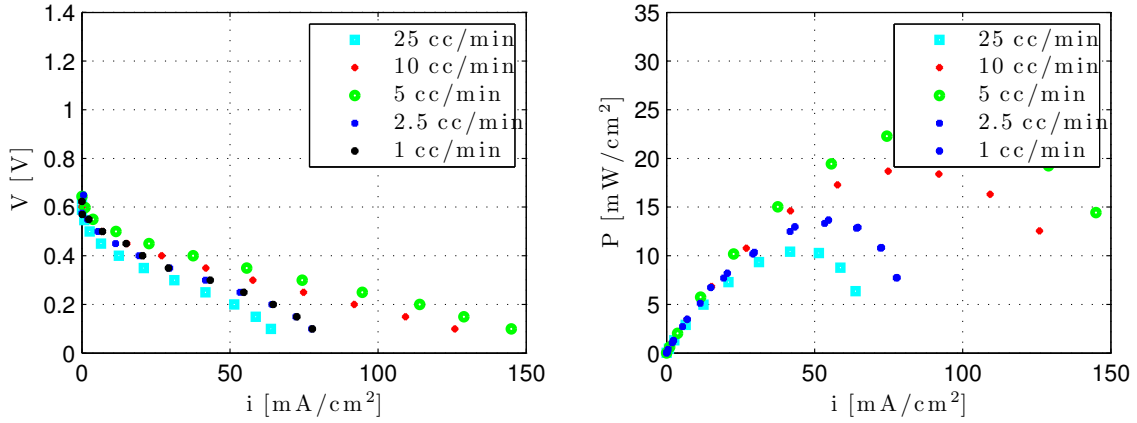 1.4
1.2
1
0.8
0.6
0.4
0.2
0
0 50 100 150
V [V]
i [mA/cm²]
25 cc/min
10 cc/min
5 cc/min
2.5 cc/min
1 cc/min
35
30
25
20
15
10
5
0
0 50 100 150
P [mW/cm²]
i [mA/cm²]
25 cc/min
10 cc/min
5 cc/min
2.5 cc/min
1 cc/min